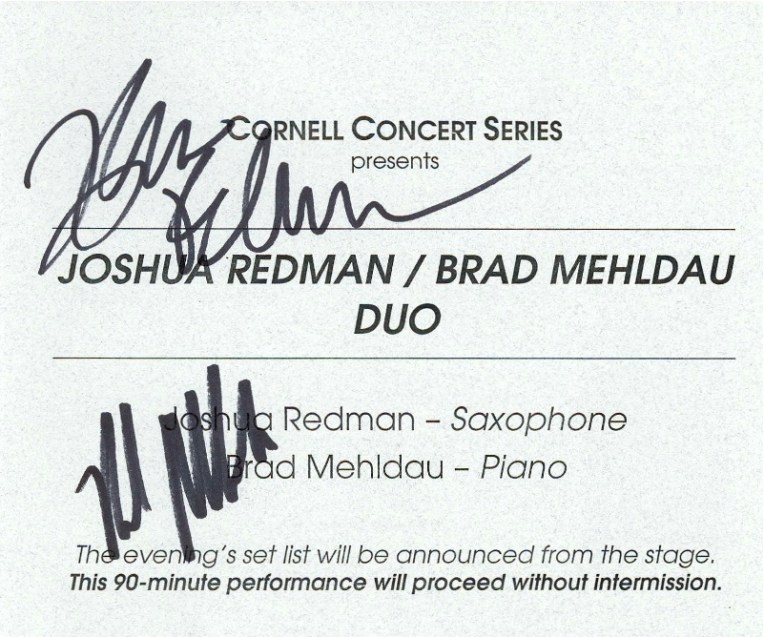 CORNELL CONCERT SERIES
presents
JOSHUA REDMAN / BRAD MEHLDAU
DUO
Joshua Redman – Saxophone
Brad Mehldau – Piano
The evening's set list will be announced from the stage.
This 90-minute performance will proceed without intermission.